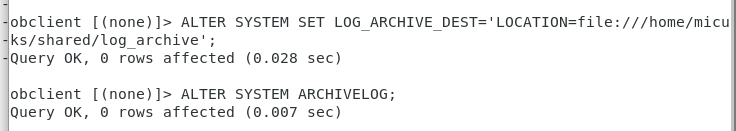 obclient [(none)]> ALTER SYSTEM SET LOG_ARCHIVE_DEST='LOCATION=file:///home/micu
ks/shared/log_archive';
Query OK, 0 rows affected (0.028 sec)
obclient [(none)]> ALTER SYSTEM ARCHIVELOG;
Query OK, 0 rows affected (0.007 sec)